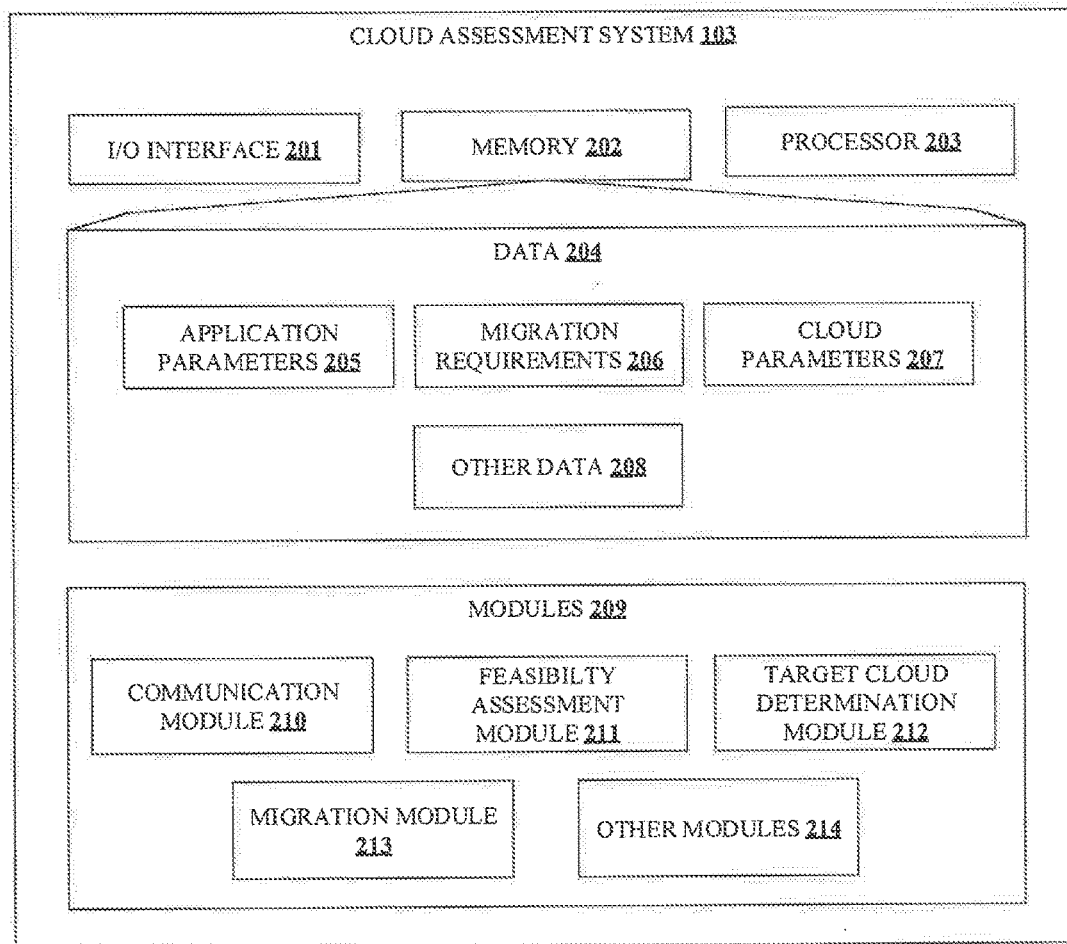 CLOUD ASSESSMENT SYSTEM 103
I/O INTERFACE 201
MEMORY 202
PROCESSOR 203
DATA 204
APPLICATION
PARAMETERS 205
MIGRATION
REQUIREMENTS 206
CLOUD
PARAMETERS 207
OTHER DATA 208
MODULES 209
COMMUNICATION
MODULE 210
FEASIBILTY
ASSESSMENT
MODULE 211
TARGET CLOUD
DETERMINATION
MODULE 212
MIGRATION MODULE
213
OTHER MODULES 214